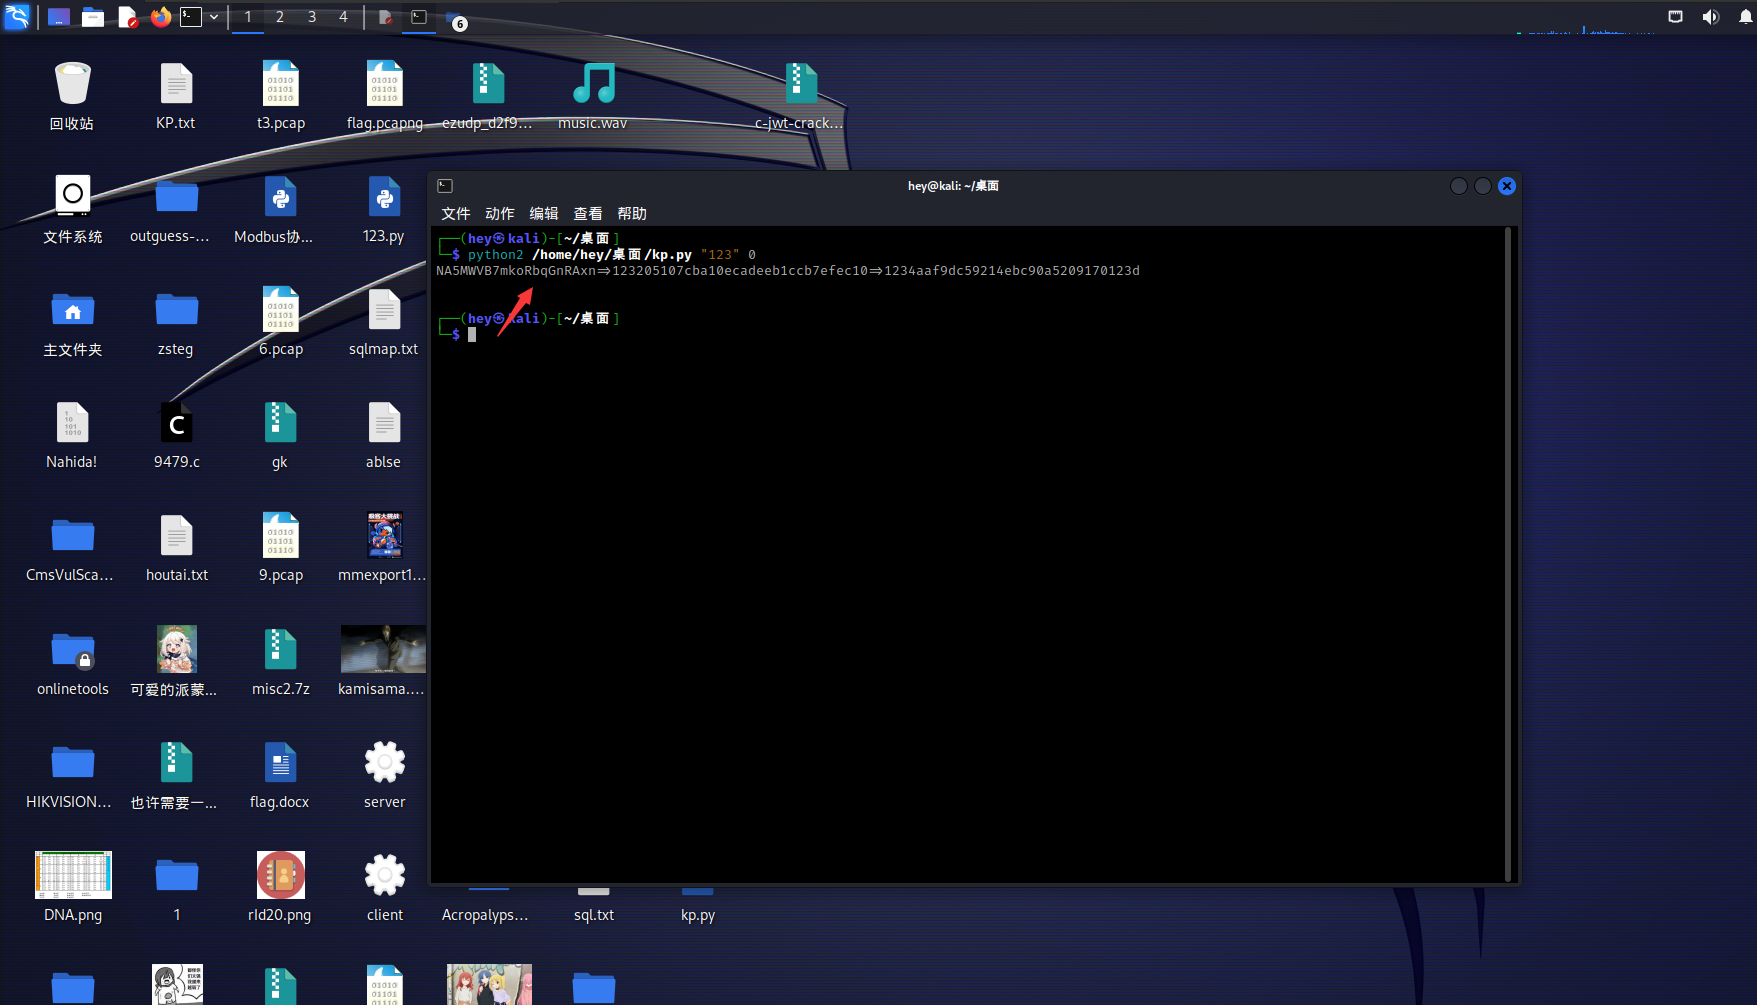 1 2 3 4
6
回收站
KP.txt
t3.pcap
flag.pcapng
ezudp_d2f9...
music.wav
c-jwt-crack...
文件系统
outguess-...
Modbus协...
123.py
主文件夹
zsteg
6.pcap
sqlmap.txt
Nahida!
9479.c
gk
ablse
CmsVulSca...
houtai.txt
9.pcap
mmexport1...
onlinetools
可爱的派蒙...
misc2.7z
kamisama....
HIKVISION...
也许需要一...
flag.docx
server
DNA.png
1
rId20.png
client
Acropalyps...
sql.txt
kp.py
hey@kali: ~/桌面
文件 动作 编辑 查看 帮助
┌──(hey㉿kali)-[~/桌面]
└─$ python2 /home/hey/桌面/kp.py "123" 0
NA5MWVB7mkoRbqGnRAxn=>123205107cba10ecadeeb1ccb7efec10=>1234aaf9dc59214ebc90a5209170123d
┌──(hey㉿kali)-[~/桌面]
└─$